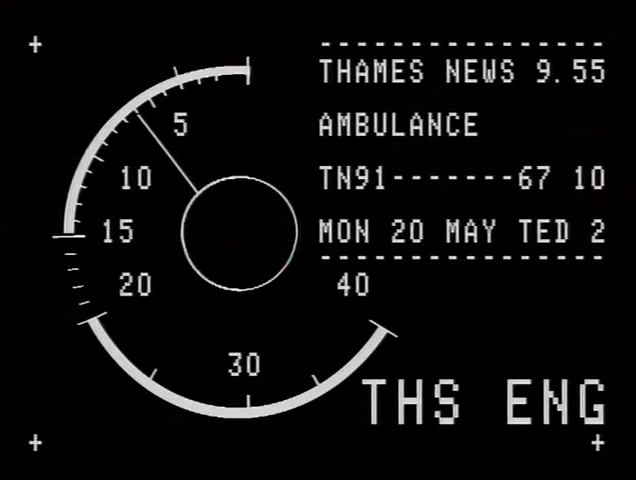 THAMES NEWS 9.55
AMBULANCE
TN91-------67 10
MON 20 MAY TED 2
5
10
15
20
30
40
THS ENG